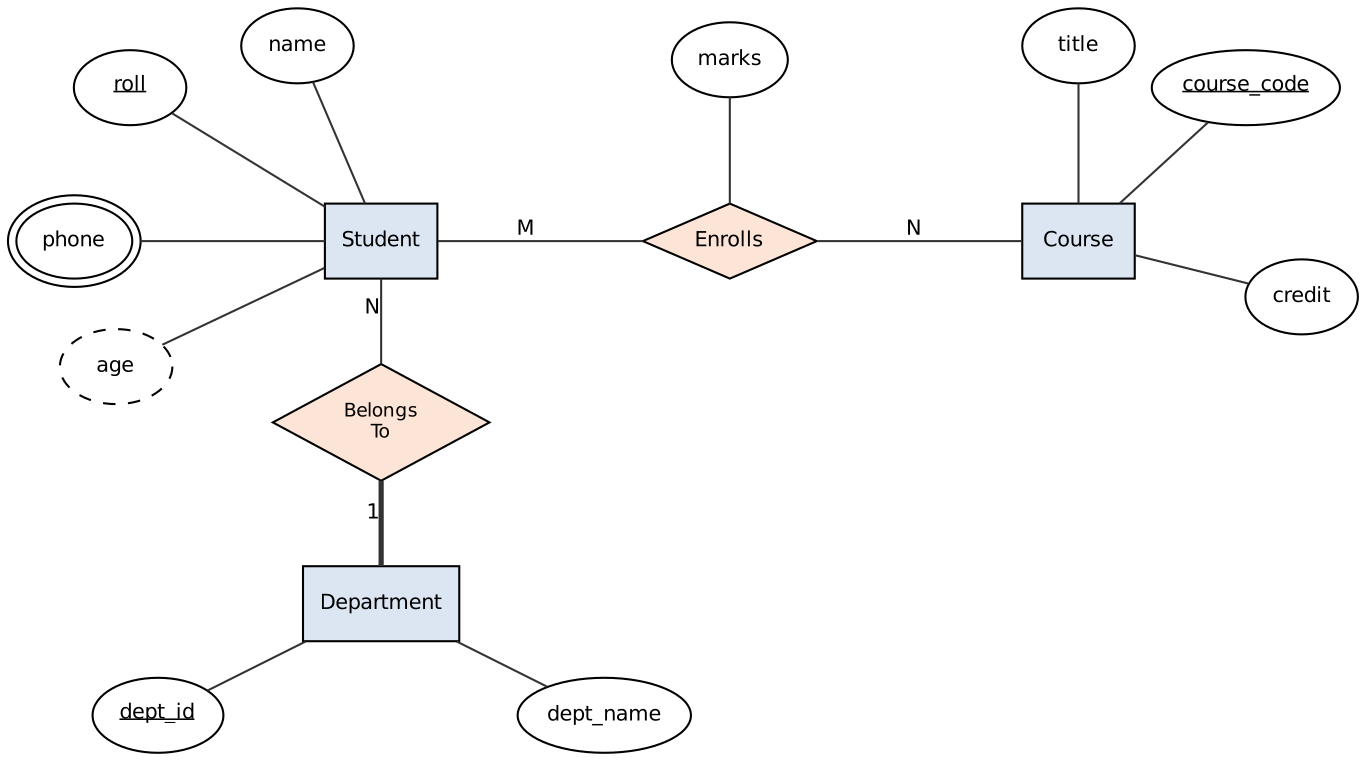 name
roll
marks
title
course_code
phone
Student
M
Enrolls
N
Course
credit
N
age
Belongs
To
1
Department
dept_id
dept_name